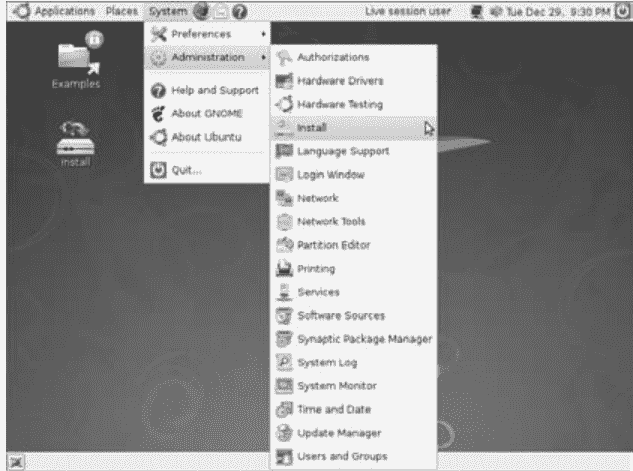 Applications Places System Live session user Tue Dec 29, 9:30 PM
Examples
install
Preferences
Administration
Help and Support
About GNOME
About Ubuntu
Quit...
Authorizations
Hardware Drivers
Hardware Testing
Install
Language Support
Login Window
Network
Network Tools
Partition Editor
Printing
Services
Software Sources
Synaptic Package Manager
System Log
System Monitor
Time and Date
Update Manager
Users and Groups